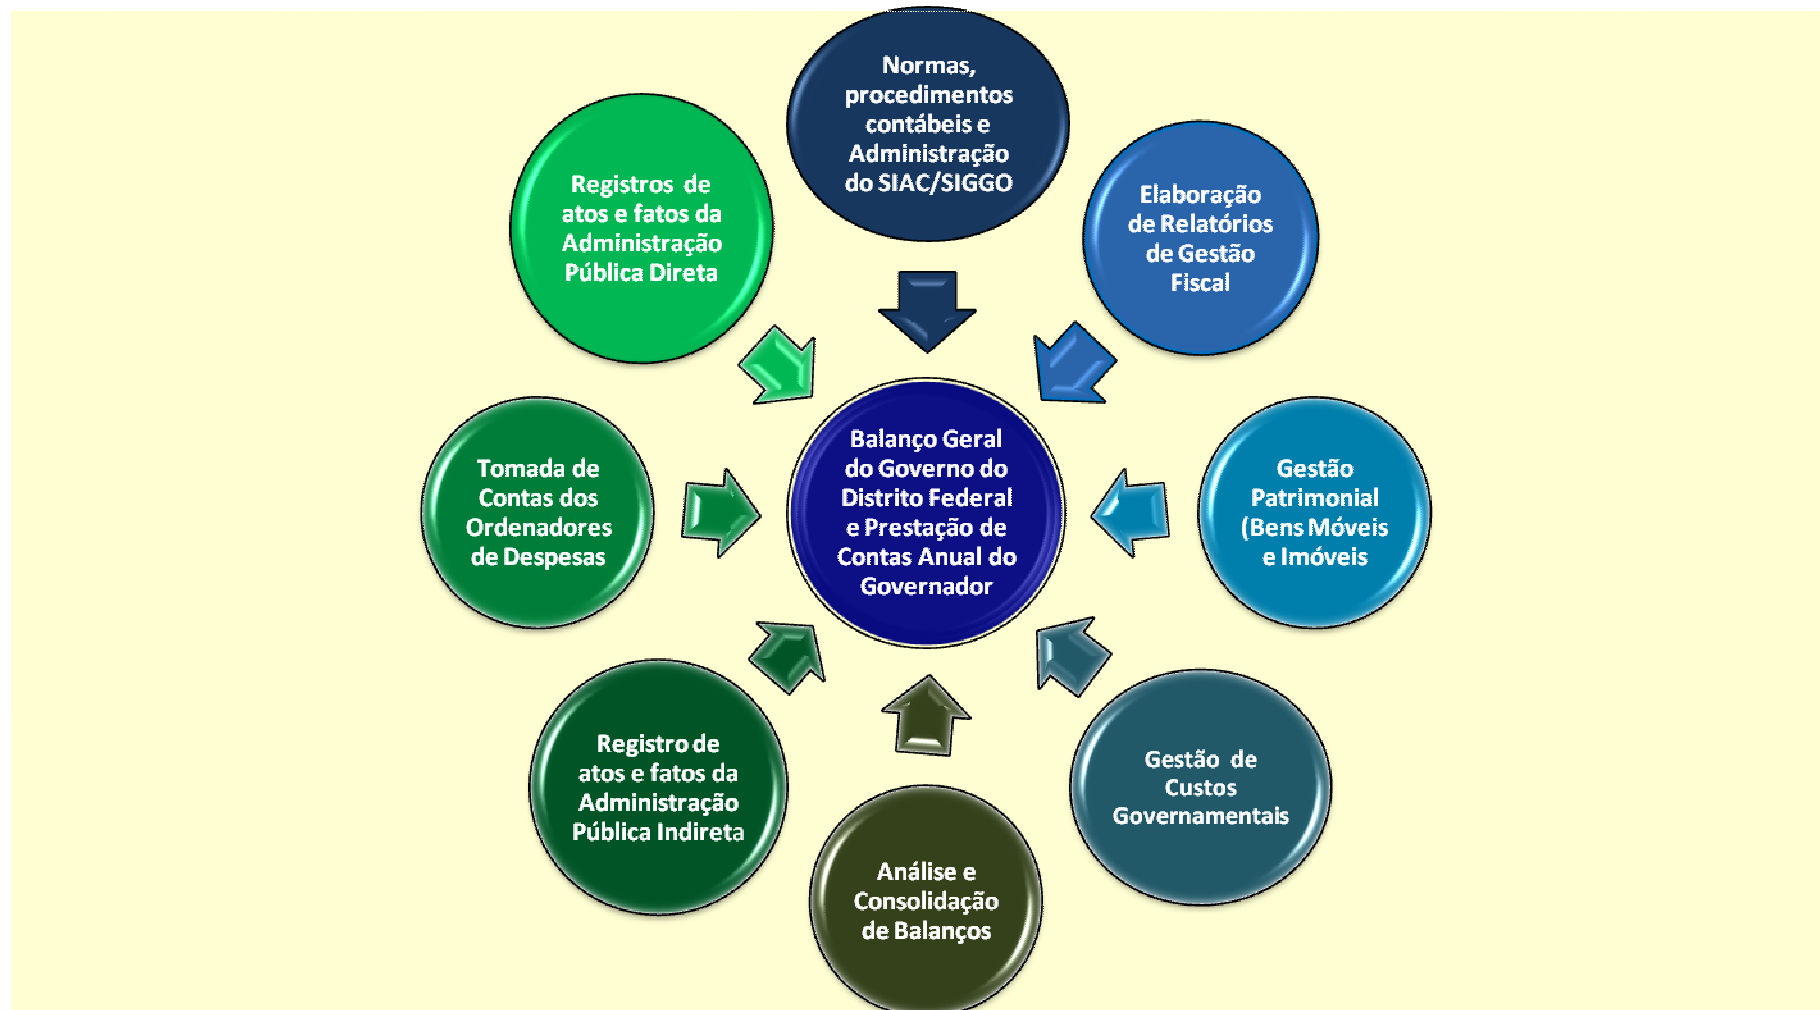 Normas,
procedimentos
contábeis e
Administração
do SIAC/SIGGO
Elaboração
de Relatórios
de Gestão
Fiscal
Gestão
Patrimonial
(Bens Móveis
e Imóveis
Gestão de
Custos
Governamentais
Análise e
Consolidação
de Balanços
Registro de
atos e fatos da
Administração
Pública Indireta
Tomada de
Contas dos
Ordenadores
de Despesas
Registros de
atos e fatos da
Administração
Pública Direta
Balanço Geral
do Governo do
Distrito Federal
e Prestação de
Contas Anual do
Governador